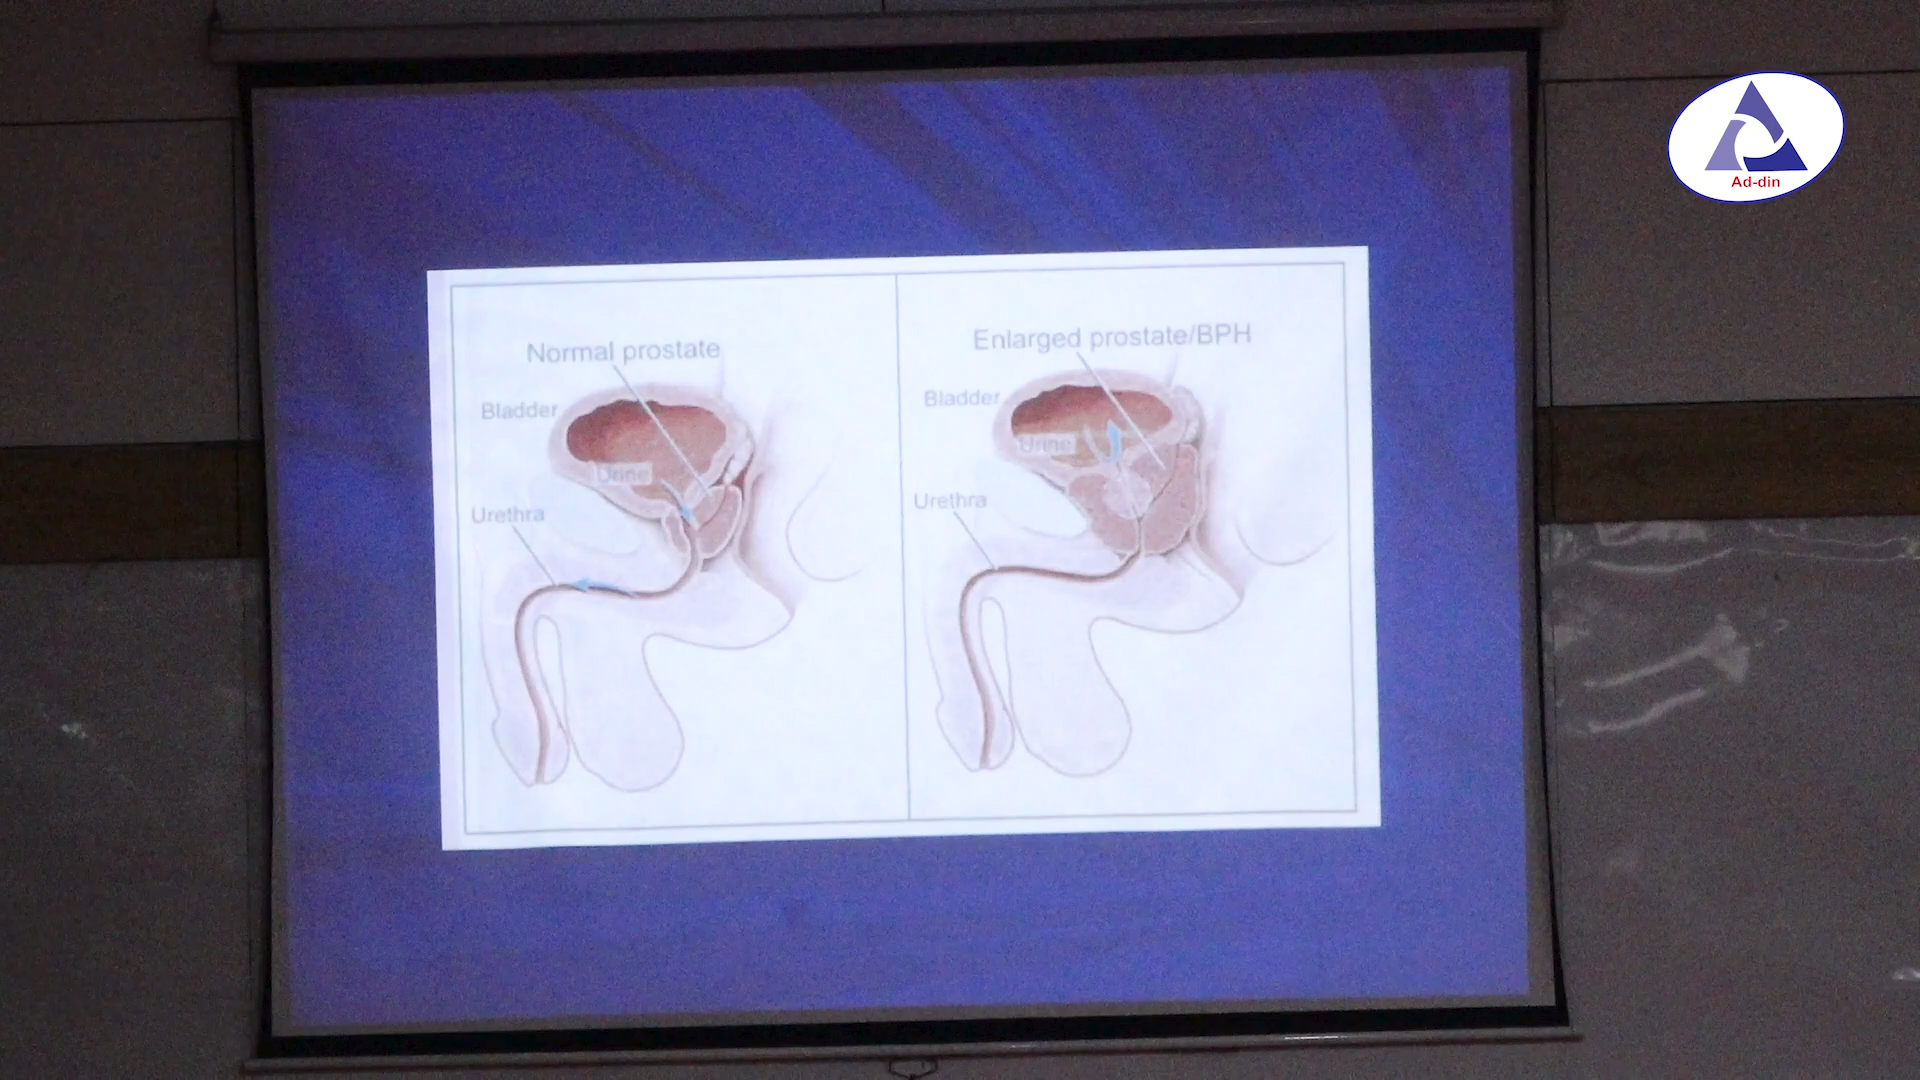 Normal prostate
Bladder
Urine
Urethra
Enlarged prostate/BPH
Bladder
Urine
Urethra
Ad-din